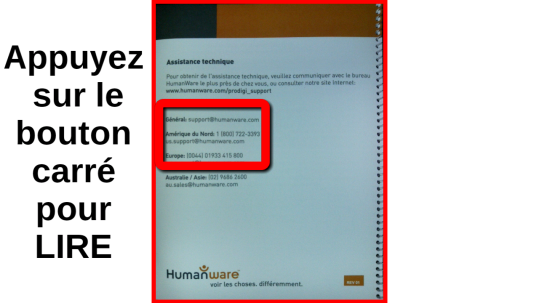 Appuyez
sur le
bouton
carré
pour
LIRE
Assistance technique
Pour obtenir de l'assistance technique, veuillez communiquer avec le bureau
HumanWare le plus près de chez vous, ou consulter notre site Internet:
www.humanware.com/prodigi_support
Général: support@humanware.com
Amérique du Nord: 1 (800) 722-3393
ps.support@humanware.com
Europe: (0044) 01933 415 800
Australie / Asie: (02) 9686 2600
au.sales@humanware.com
Humanware
voir les choses. différemment.